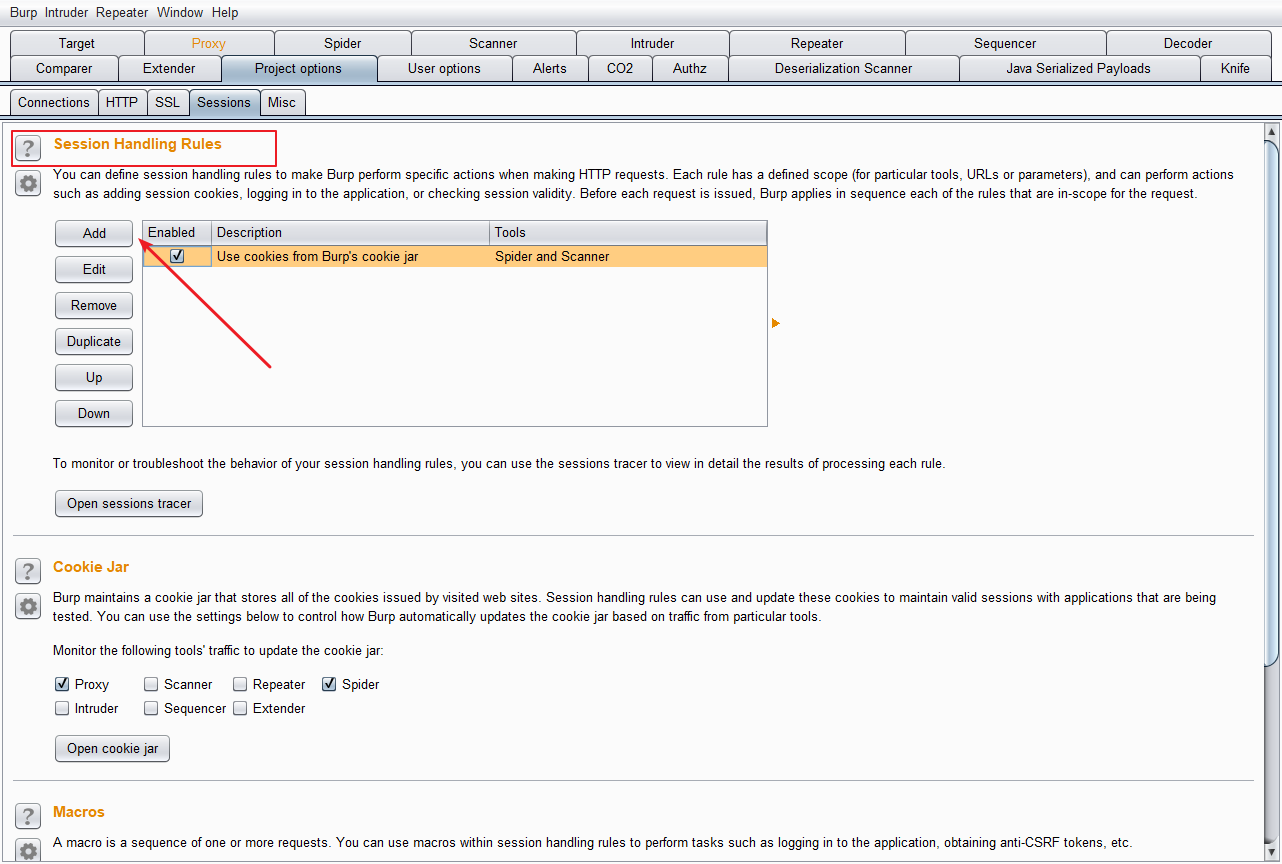 Burp Intruder Repeater Window Help
Target Proxy Spider Scanner Intruder Repeater Sequencer Decoder
Comparer Extender Project options User options Alerts CO2 Authz Deserialization Scanner Java Serialized Payloads Knife
Connections HTTP SSL Sessions Misc
? Session Handling Rules
You can define session handling rules to make Burp perform specific actions when making HTTP requests. Each rule has a defined scope (for particular tools, URLs or parameters), and can perform actions
such as adding session cookies, logging in to the application, or checking session validity. Before each request is issued, Burp applies in sequence each of the rules that are in-scope for the request.
Add Enabled Description Tools
Use cookies from Burp's cookie jar Spider and Scanner
Edit
Remove
Duplicate
Up
Down
To monitor or troubleshoot the behavior of your session handling rules, you can use the sessions tracer to view in detail the results of processing each rule.
Open sessions tracer
? Cookie Jar
Burp maintains a cookie jar that stores all of the cookies issued by visited web sites. Session handling rules can use and update these cookies to maintain valid sessions with applications that are being
tested. You can use the settings below to control how Burp automatically updates the cookie jar based on traffic from particular tools.
Monitor the following tools' traffic to update the cookie jar:
Proxy Scanner Repeater Spider
Intruder Sequencer Extender
Open cookie jar
? Macros
A macro is a sequence of one or more requests. You can use macros within session handling rules to perform tasks such as logging in to the application, obtaining anti-CSRF tokens, etc.